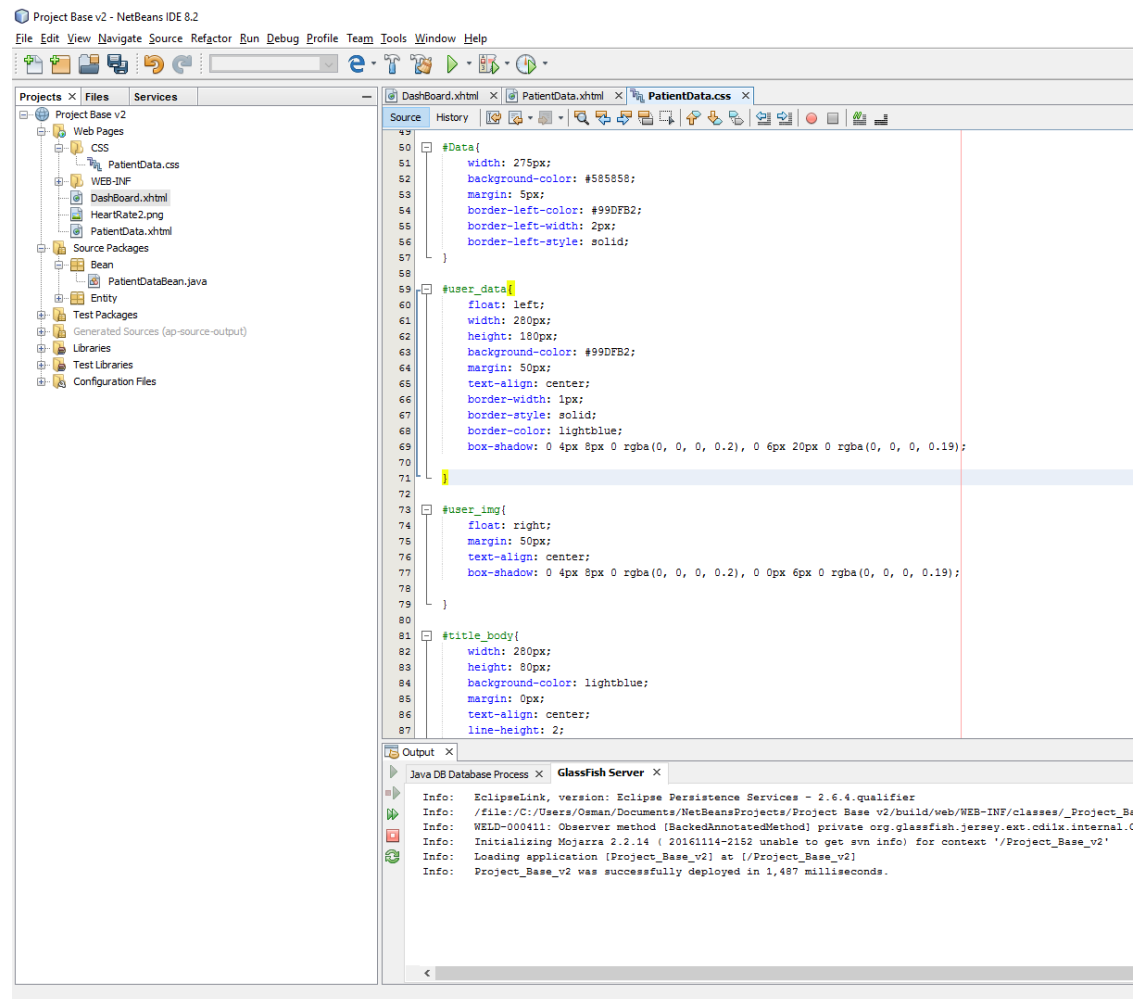 Project Base v2 - NetBeans IDE 8.2
File Edit View Navigate Source Refactor Run Debug Profile Team Tools Window Help
Projects Files Services
Project Base v2
Web Pages
CSS
PatientData.css
WEB-INF
DashBoard.xhtml
HeartRate2.png
PatientData.xhtml
Source Packages
Bean
PatientDataBean.java
Entity
Test Packages
Generated Sources (ap-source-output)
Libraries
Test Libraries
Configuration Files
DashBoard.xhtml PatientData.xhtml PatientData.css
Source History
49
50 #Data{
51 width: 275px;
52 background-color: #585858;
53 margin: 5px;
54 border-left-color: #99DFB2;
55 border-left-width: 2px;
56 border-left-style: solid;
57 }
58
59 #user_data{
60 float: left;
61 width: 280px;
62 height: 180px;
63 background-color: #99DFB2;
64 margin: 50px;
65 text-align: center;
66 border-width: 1px;
67 border-style: solid;
68 border-color: lightblue;
69 box-shadow: 0 4px 8px 0 rgba(0, 0, 0, 0.2), 0 6px 20px 0 rgba(0, 0, 0, 0.19);
70
71 }
72
73 #user_img{
74 float: right;
75 margin: 50px;
76 text-align: center;
77 box-shadow: 0 4px 8px 0 rgba(0, 0, 0, 0.2), 0 0px 6px 0 rgba(0, 0, 0, 0.19);
78
79 }
80
81 #title_body{
82 width: 280px;
83 height: 80px;
84 background-color: lightblue;
85 margin: 0px;
86 text-align: center;
87 line-height: 2;
Output
Java DB Database Process GlassFish Server
Info: EclipseLink, version: Eclipse Persistence Services - 2.6.4.qualifier
Info: /file:/C:/Users/Osman/Documents/NetBeansProjects/Project Base v2/build/web/WEB-INF/classes/_Project_Ba
Info: WELD-000411: Observer method [BackedAnnotatedMethod] private org.glassfish.jersey.ext.cdi1x.internal.C
Info: Initializing Mojarra 2.2.14 ( 20161114-2152 unable to get svn info) for context '/Project_Base_v2'
Info: Loading application [Project_Base_v2] at [/Project_Base_v2]
Info: Project_Base_v2 was successfully deployed in 1,487 milliseconds.